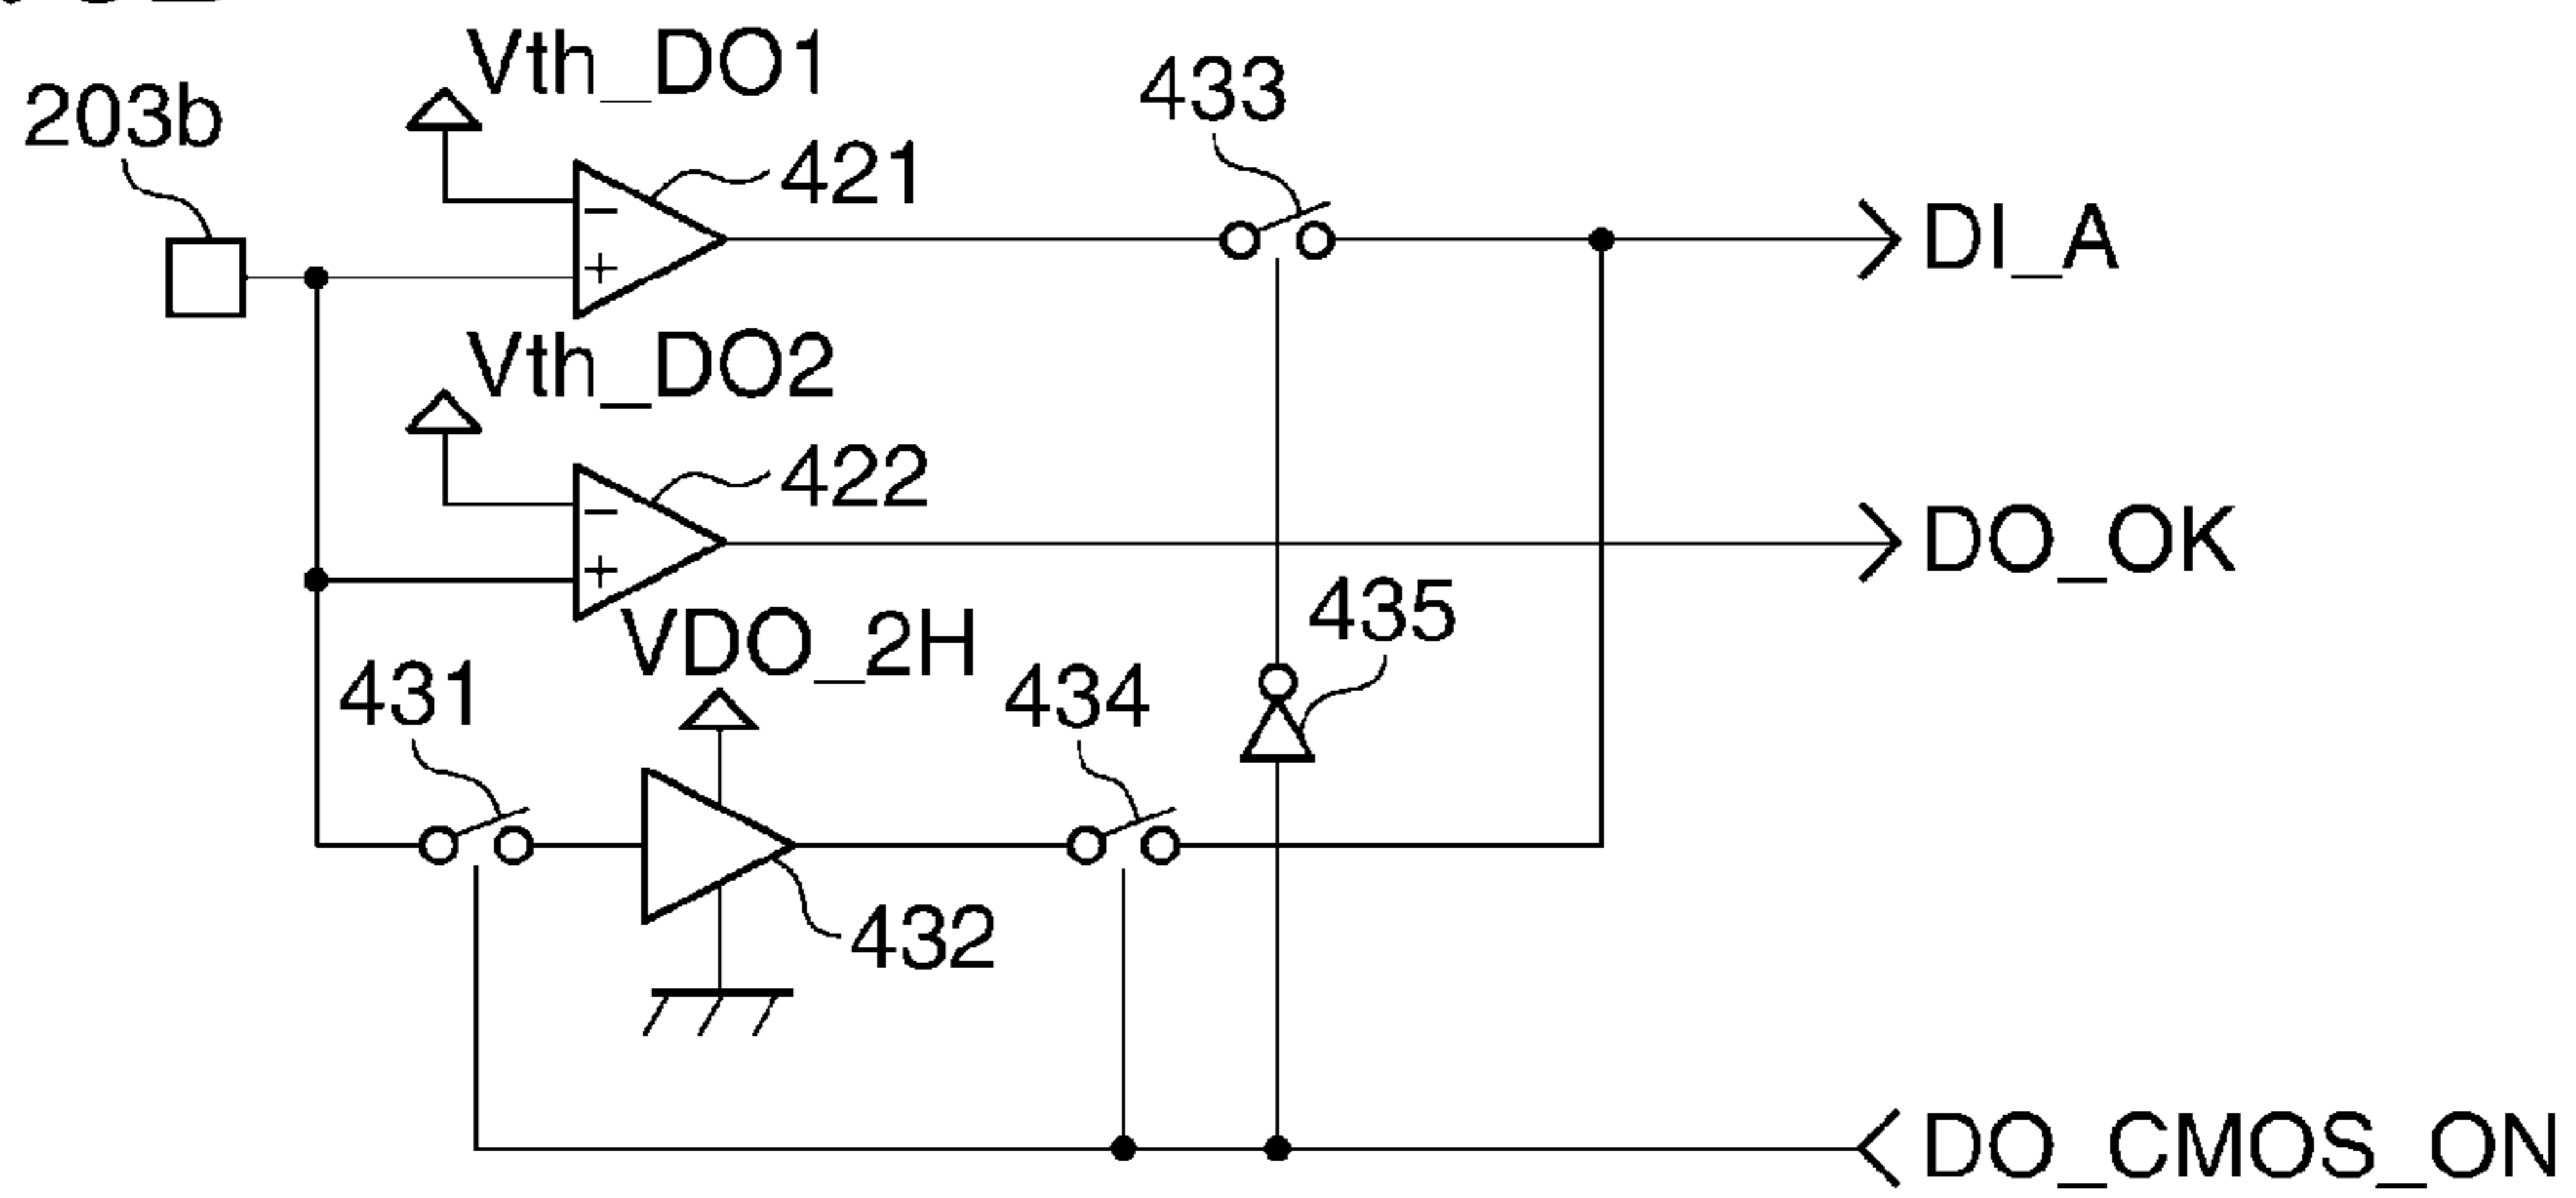 Vth_DO1
433
203b
421
DI_A
Vth_DO2
422
DO_OK
435
VDO_2H
431
434
432
DO_CMOS_ON